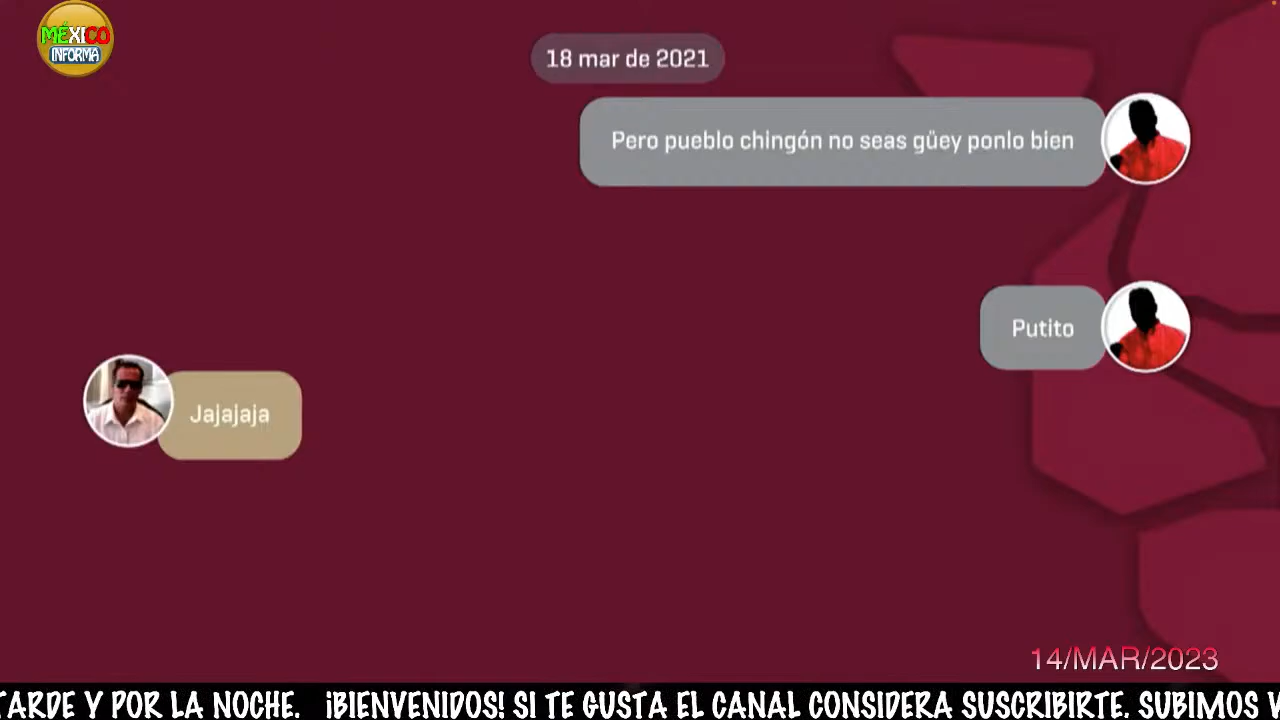 MÉXICO
INFORMA
18 mar de 2021
Pero pueblo chingón no seas güey ponlo bien
Putito
Jajajaja
14/MAR/2023
TARDE Y POR LA NOCHE. ¡BIENVENIDOS! SI TE GUSTA EL CANAL CONSIDERA SUSCRIBIRTE. SUBIMOS